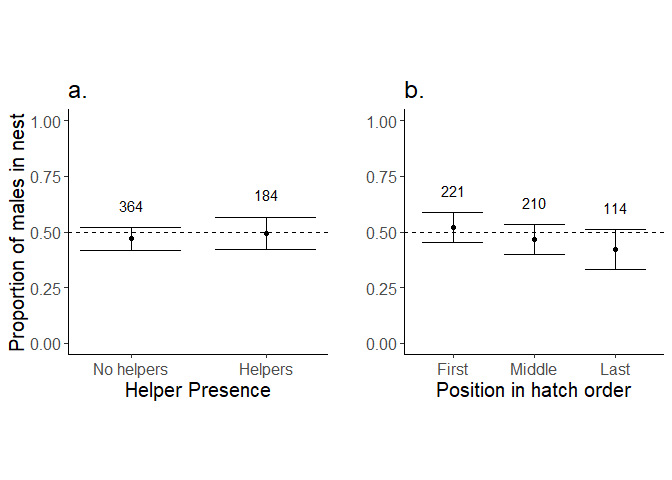 a.
Proportion of males in nest
1.00
0.75
0.50
0.25
0.00
364
184
No helpers
Helpers
Helper Presence
b.
1.00
0.75
0.50
0.25
0.00
221
210
114
First
Middle
Last
Position in hatch order